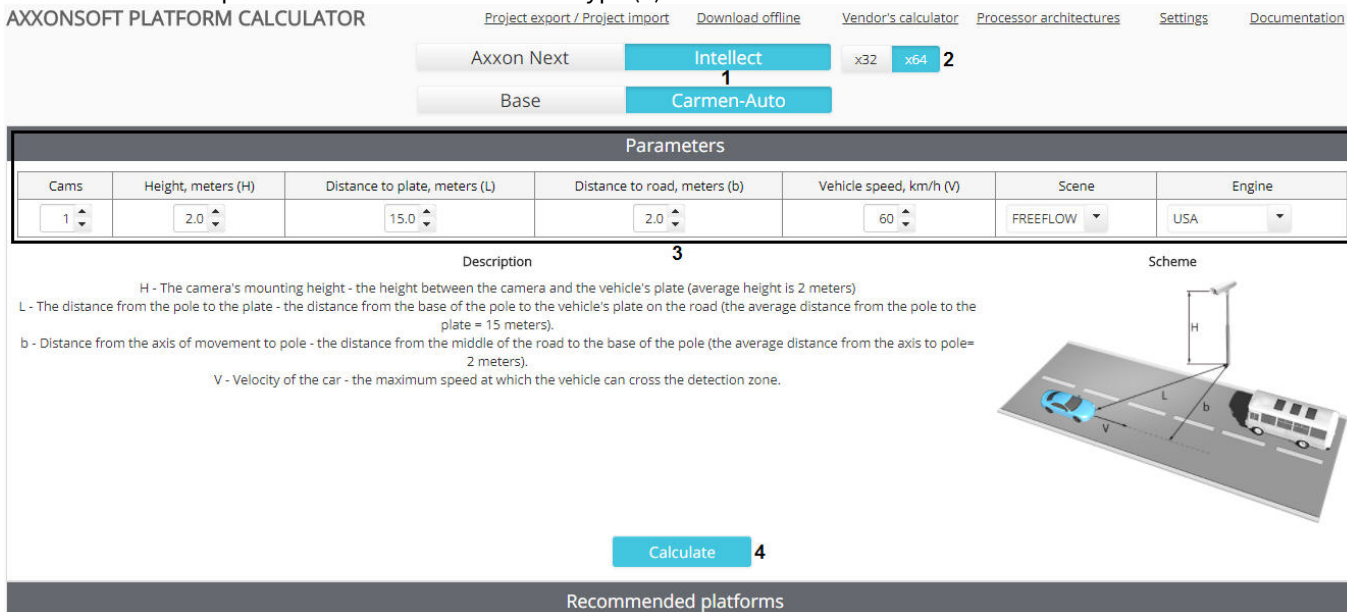 AXXONSOFT PLATFORM CALCULATOR
Project export / Project import Download offline Vendor's calculator Processor architectures Settings Documentation
Axxon Next Intellect x32 x64 2
1
Base Carmen-Auto
Parameters
Cams Height, meters (H) Distance to plate, meters (L) Distance to road, meters (b) Vehicle speed, km/h (V) Scene Engine
1 2.0 15.0 2.0 60 FREEFLOW USA
3
Description
H - The camera's mounting height - the height between the camera and the vehicle's plate (average height is 2 meters)
L - The distance from the pole to the plate - the distance from the base of the pole to the vehicle's plate on the road (the average distance from the pole to the
plate = 15 meters).
b - Distance from the axis of movement to pole - the distance from the middle of the road to the base of the pole (the average distance from the axis to pole=
2 meters).
V - Velocity of the car - the maximum speed at which the vehicle can cross the detection zone.
Scheme
H
L
b
V
Calculate 4
Recommended platforms